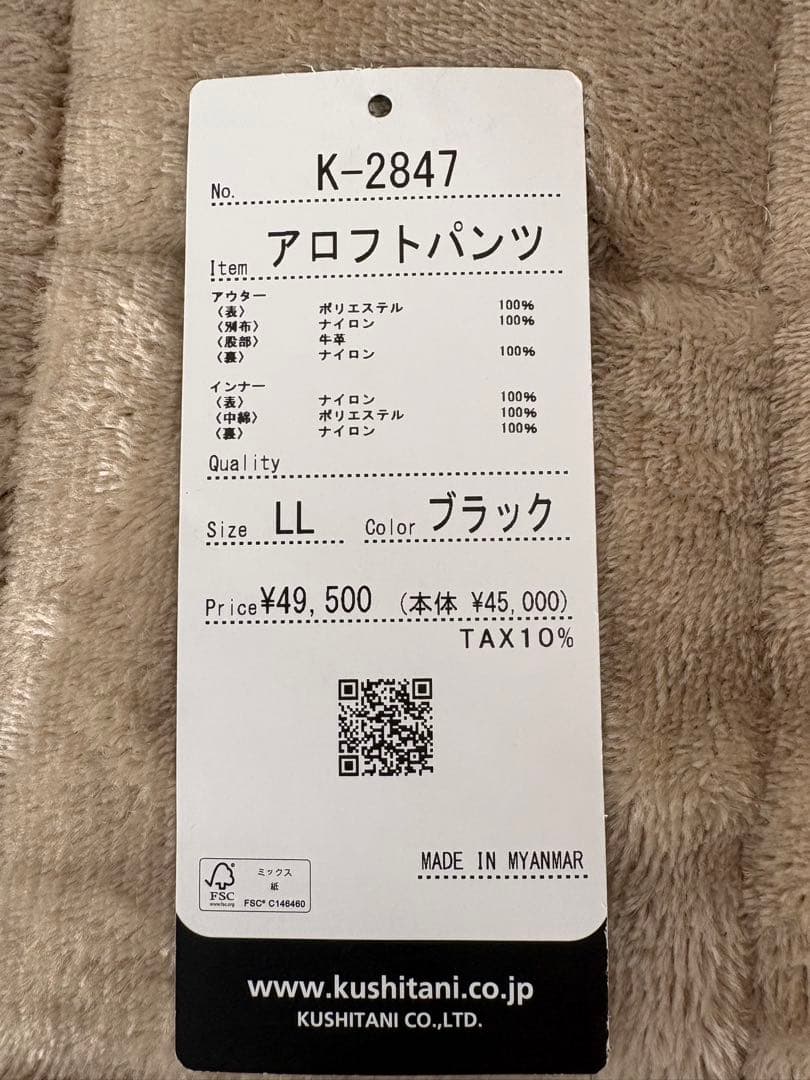 No. K-2847
Item アロフトパンツ
アウター
〈表〉 ポリエステル 100%
〈別布〉 ナイロン 100%
〈股部〉 牛革
〈裏〉 ナイロン 100%
インナー
〈表〉 ナイロン 100%
〈中綿〉 ポリエステル 100%
〈裏〉 ナイロン 100%
Quality
Size LL Color ブラック
Price ¥49,500 (本体 ¥45,000)
TAX10%
MADE IN MYANMAR
ミックス
紙
FSC
www.fsc.org
FSC® C146460
www.kushitani.co.jp
KUSHITANI CO.,LTD.